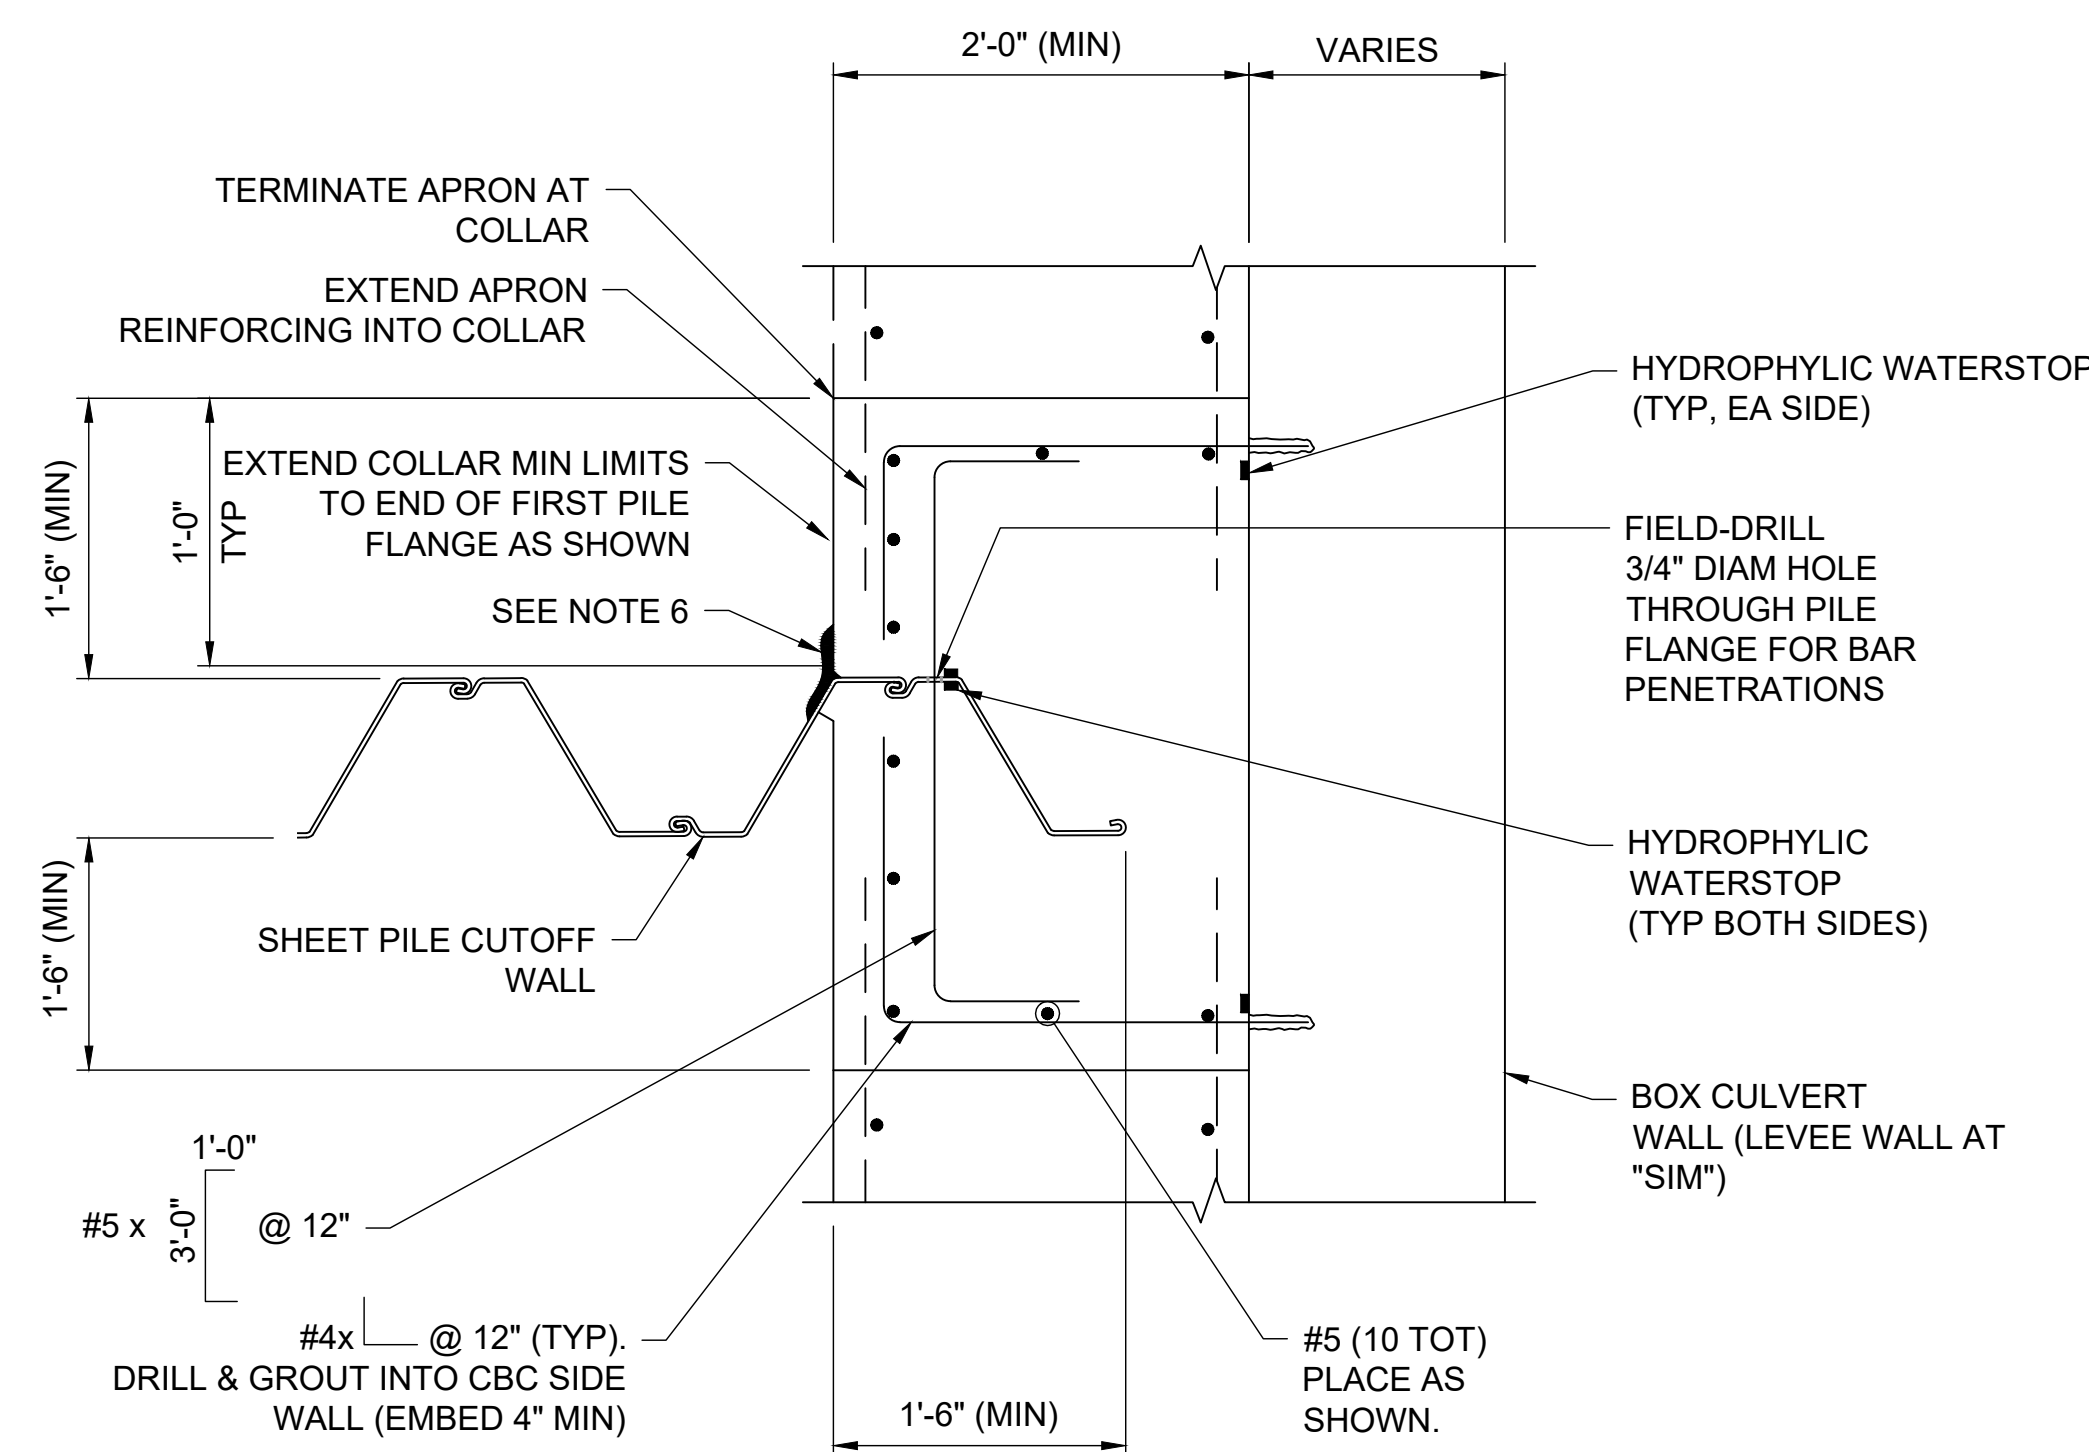 2'-0" (MIN)
VARIES
TERMINATE APRON AT
COLLAR
EXTEND APRON
REINFORCING INTO COLLAR
EXTEND COLLAR MIN LIMITS
TO END OF FIRST PILE
FLANGE AS SHOWN
SEE NOTE 6
1'-6" (MIN)
1'-0"
TYP
1'-6" (MIN)
SHEET PILE CUTOFF
WALL
1'-0"
#5 x
3'-0"
@ 12"
#4x @ 12" (TYP).
DRILL & GROUT INTO CBC SIDE
WALL (EMBED 4" MIN)
1'-6" (MIN)
HYDROPHYLIC WATERSTOP
(TYP, EA SIDE)
FIELD-DRILL
3/4" DIAM HOLE
THROUGH PILE
FLANGE FOR BAR
PENETRATIONS
HYDROPHYLIC
WATERSTOP
(TYP BOTH SIDES)
BOX CULVERT
WALL (LEVEE WALL AT
"SIM")
#5 (10 TOT)
PLACE AS
SHOWN.